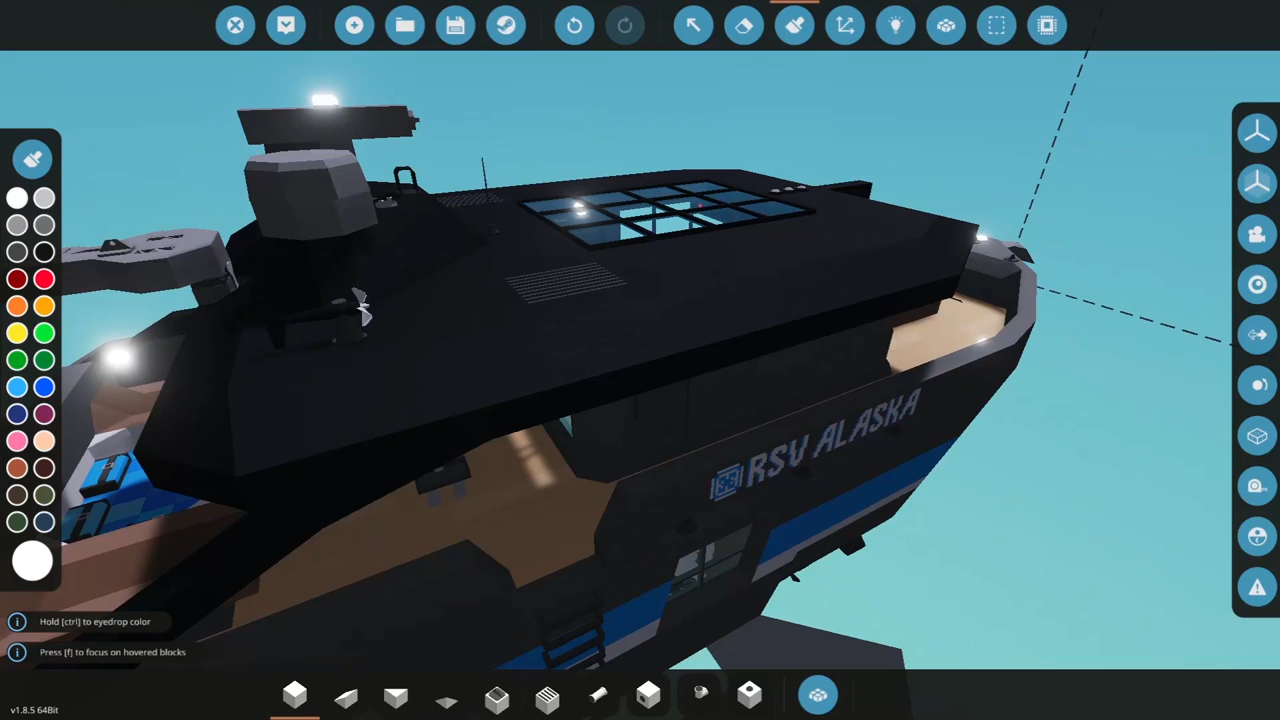 RSV ALASKA
Hold [ctrl] to eyedrop color
Press [f] to focus on hovered blocks
v1.8.5 64Bit